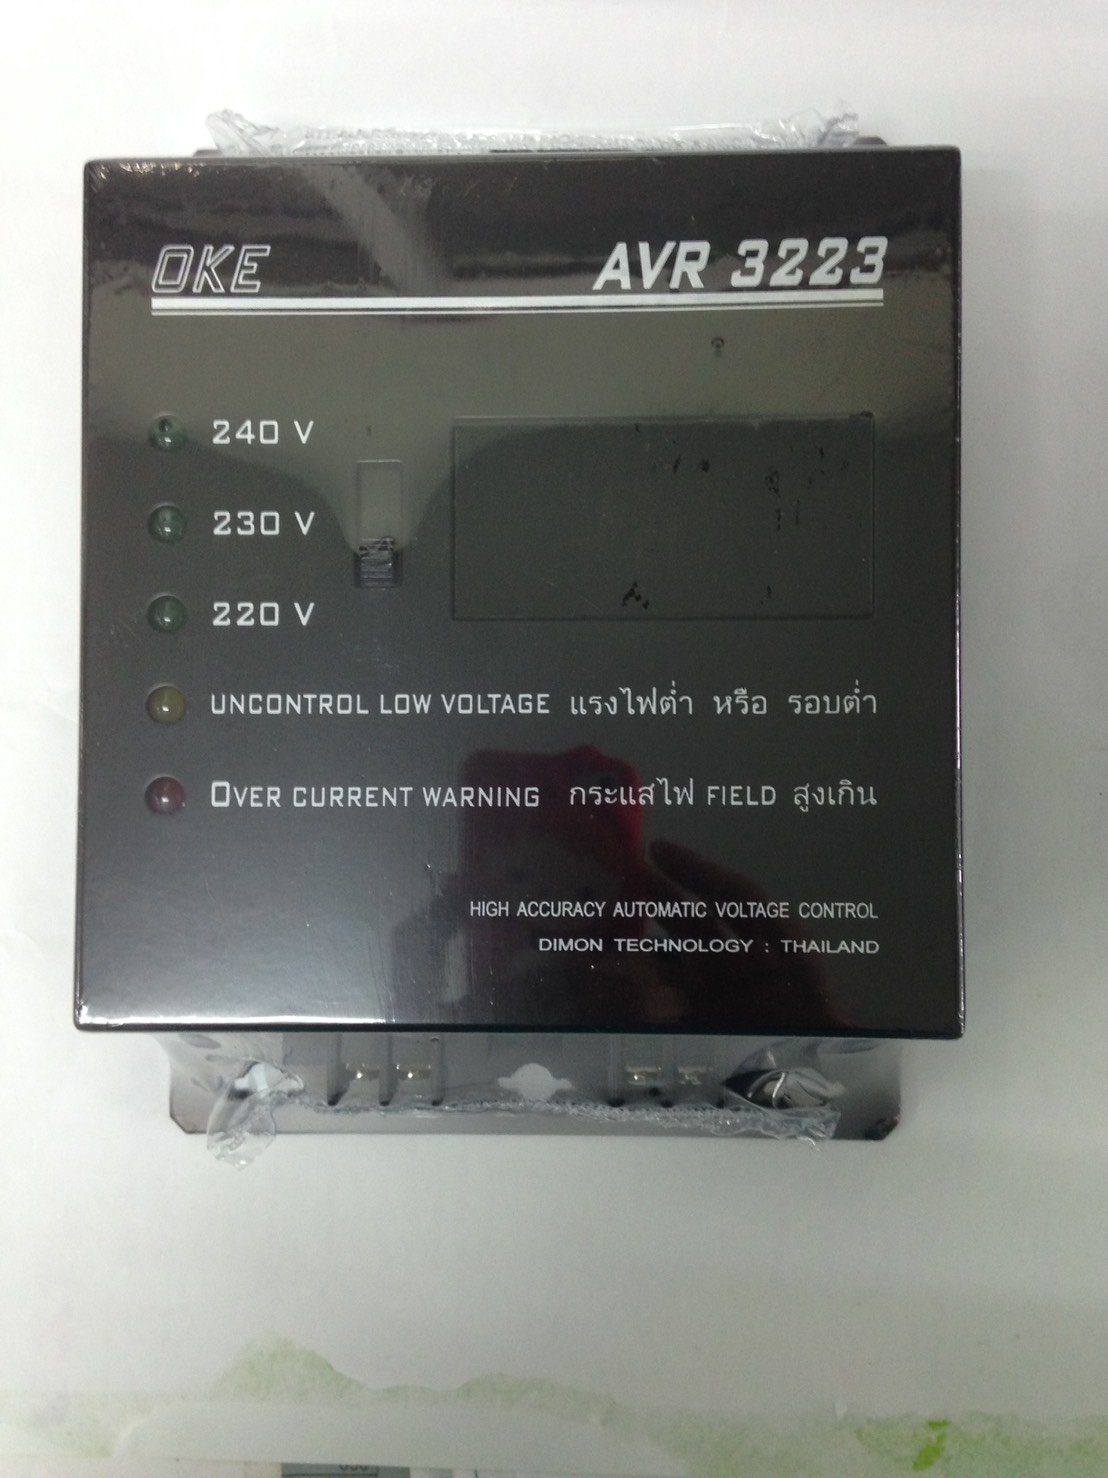 OKE AVR 3223
240 V
230 V
220 V
UNCONTROL LOW VOLTAGE แรงไฟต่ำ หรือ รอบต่ำ
OVER CURRENT WARNING กระแสไฟ FIELD สูงเกิน
HIGH ACCURACY AUTOMATIC VOLTAGE CONTROL
DIMON TECHNOLOGY : THAILAND